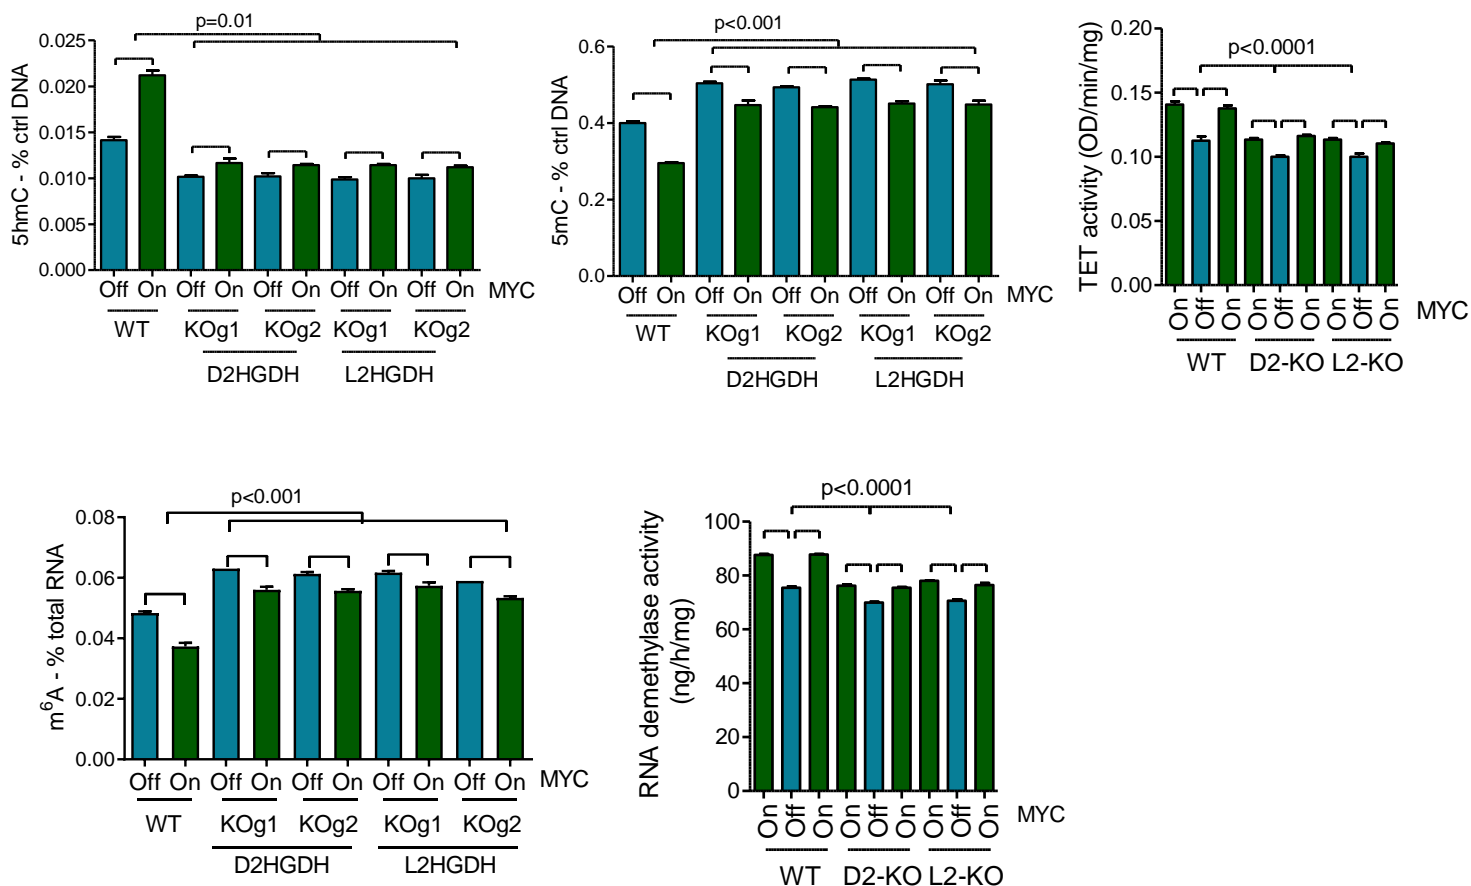 p=0.01
5hmC - % ctrl DNA
0.025
0.020
0.015
0.010
0.005
0.000
Off On Off On Off On Off On Off On MYC
WT KOg1 KOg2 KOg1 KOg2
D2HGDH L2HGDH
p<0.001
5mC - % ctrl DNA
0.6
0.4
0.2
0.0
Off On Off On Off On Off On Off On MYC
WT KOg1 KOg2 KOg1 KOg2
D2HGDH L2HGDH
p<0.0001
TET activity (OD/min/mg)
0.20
0.15
0.10
0.05
0.00
On Off On On Off On On Off On MYC
WT D2-KO L2-KO
p<0.001
m⁶A - % total RNA
0.08
0.06
0.04
0.02
0.00
Off On Off On Off On Off On Off On MYC
WT KOg1 KOg2 KOg1 KOg2
D2HGDH L2HGDH
p<0.0001
RNA demethylase activity
(ng/h/mg)
100
80
60
40
20
0
On Off On On Off On On Off On MYC
WT D2-KO L2-KO